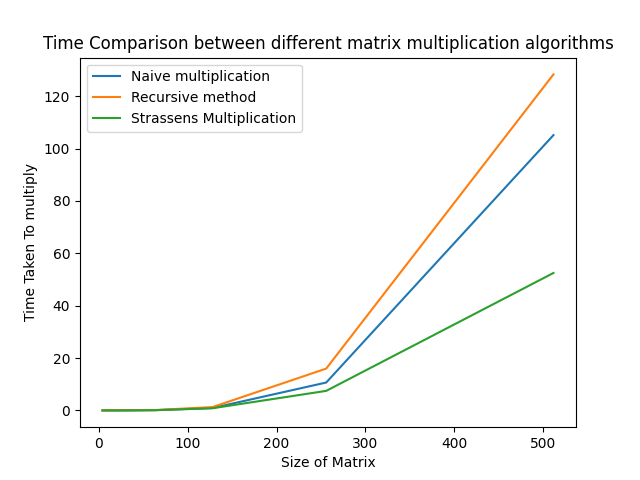 Time Comparison between different matrix multiplication algorithms
Naive multiplication
Recursive method
Strassens Multiplication
120
100
80
60
40
20
0
Time Taken To multiply
0 100 200 300 400 500
Size of Matrix